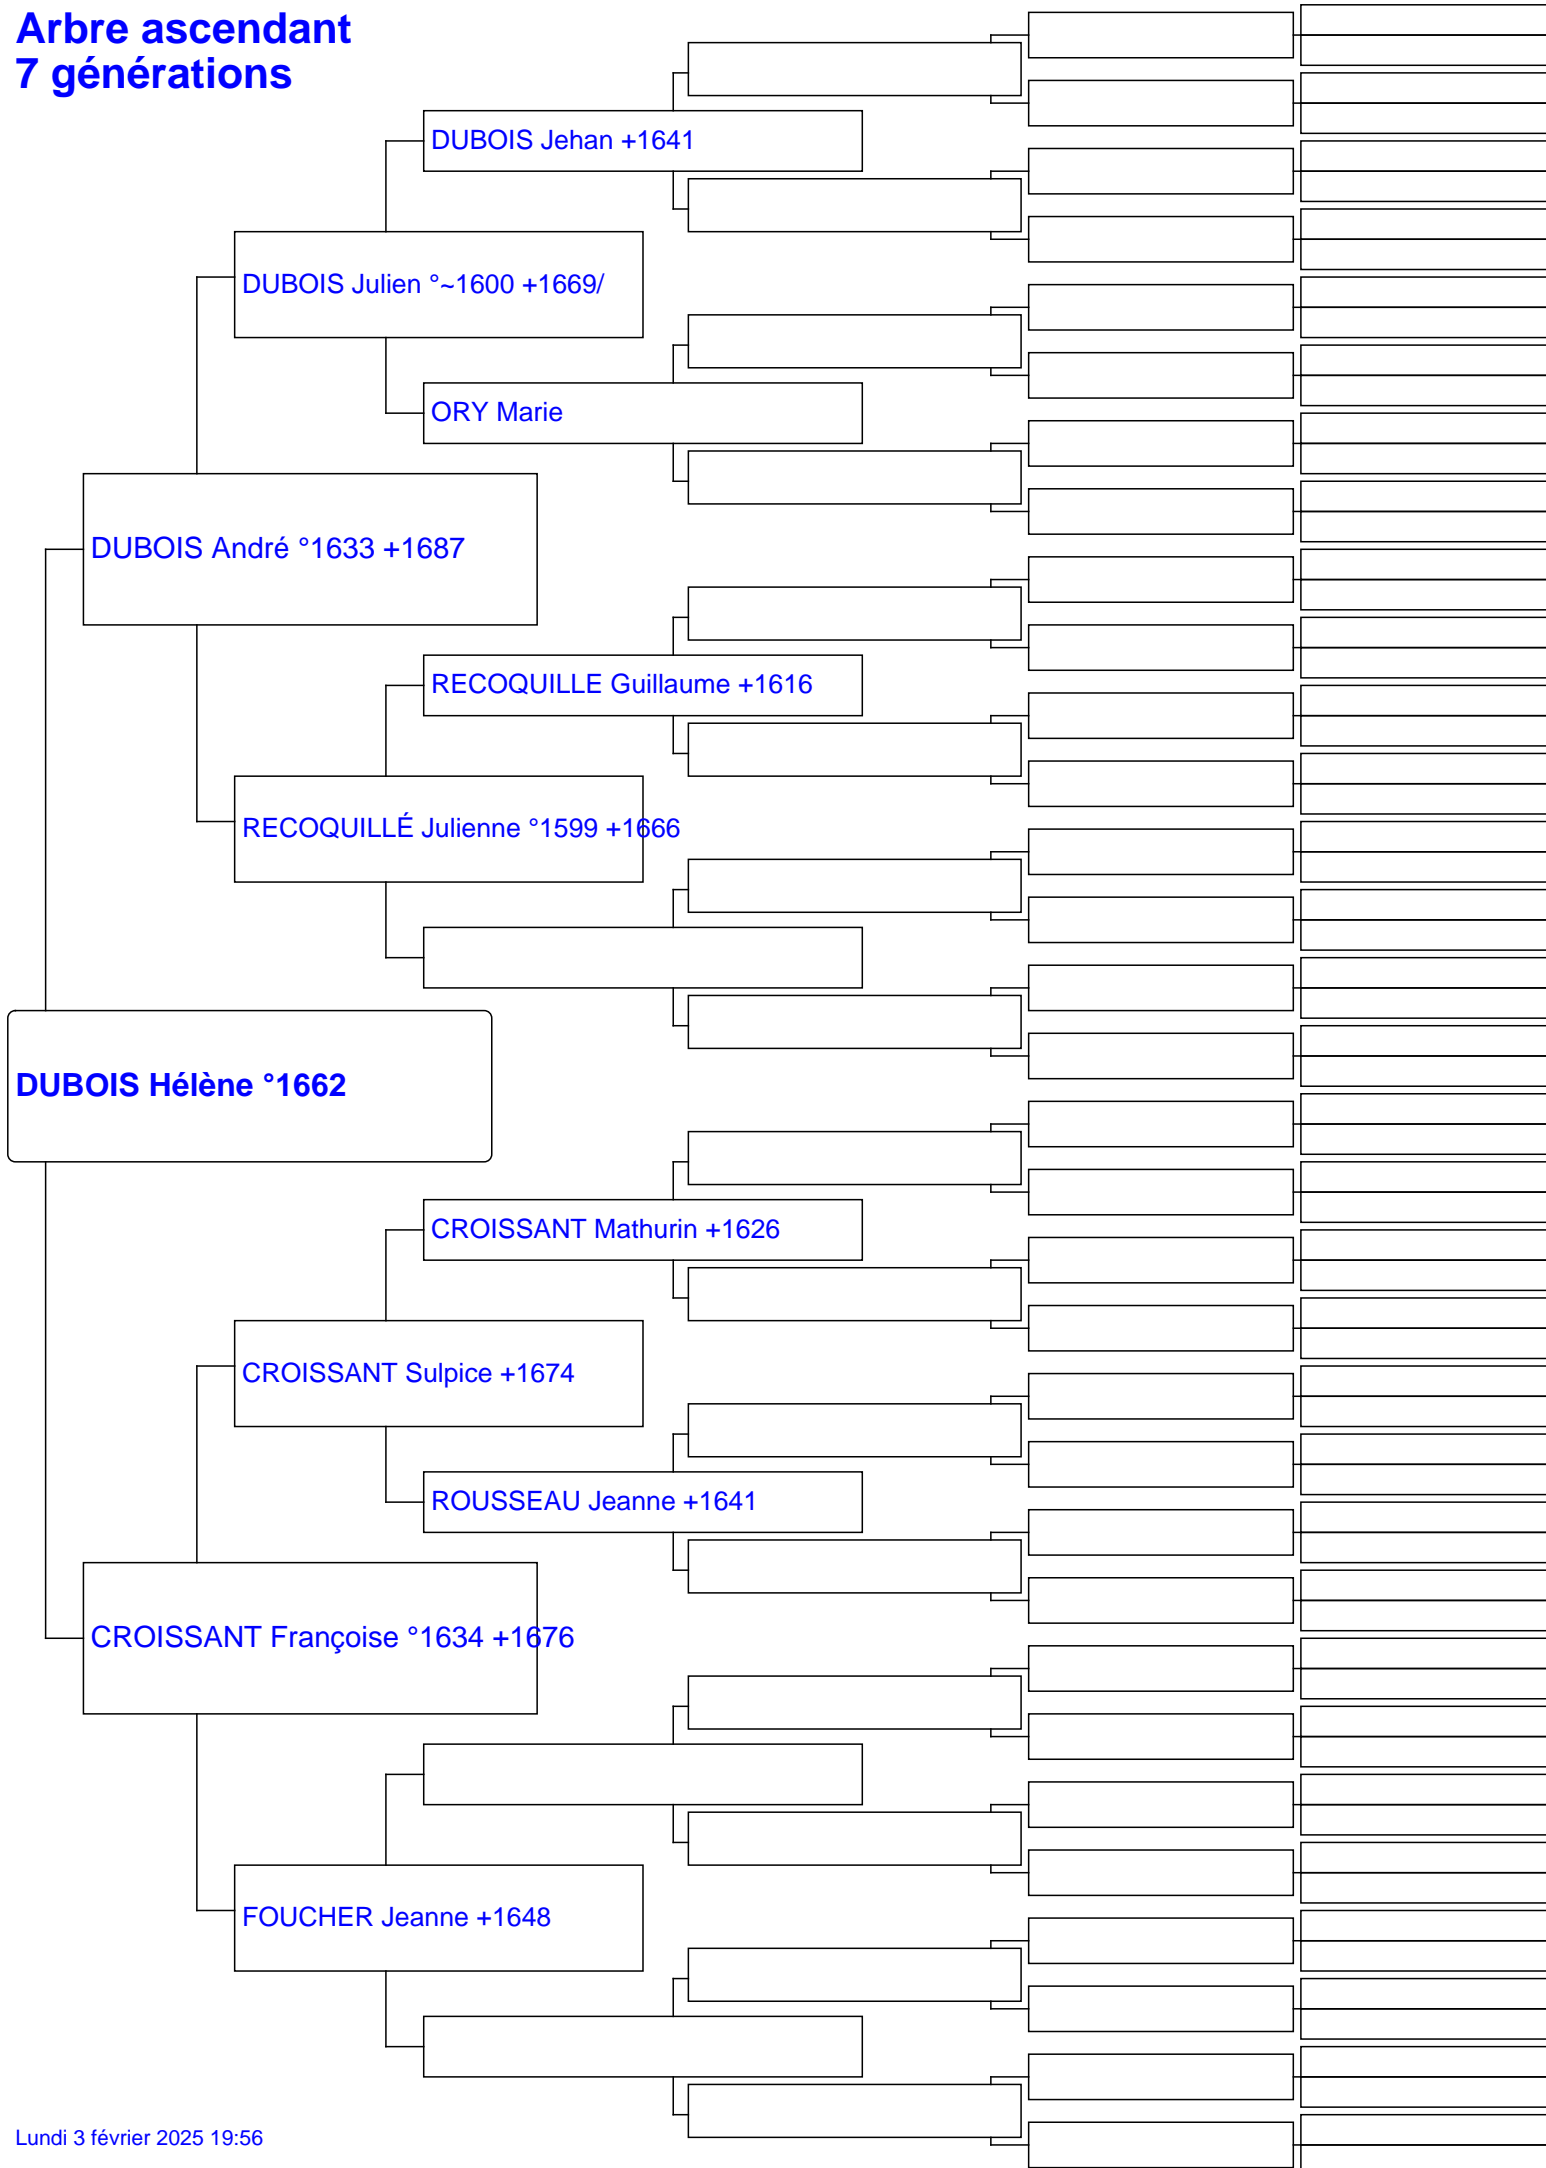 Arbre ascendant
7 générations
DUBOIS Jehan +1641
DUBOIS Julien °~1600 +1669/
ORY Marie
DUBOIS André °1633 +1687
RECOQUILLE Guillaume +1616
RECOQUILLÉ Julienne °1599 +1666
DUBOIS Hélène °1662
CROISSANT Mathurin +1626
CROISSANT Sulpice +1674
ROUSSEAU Jeanne +1641
CROISSANT Françoise °1634 +1676
FOUCHER Jeanne +1648
Lundi 3 février 2025 19:56